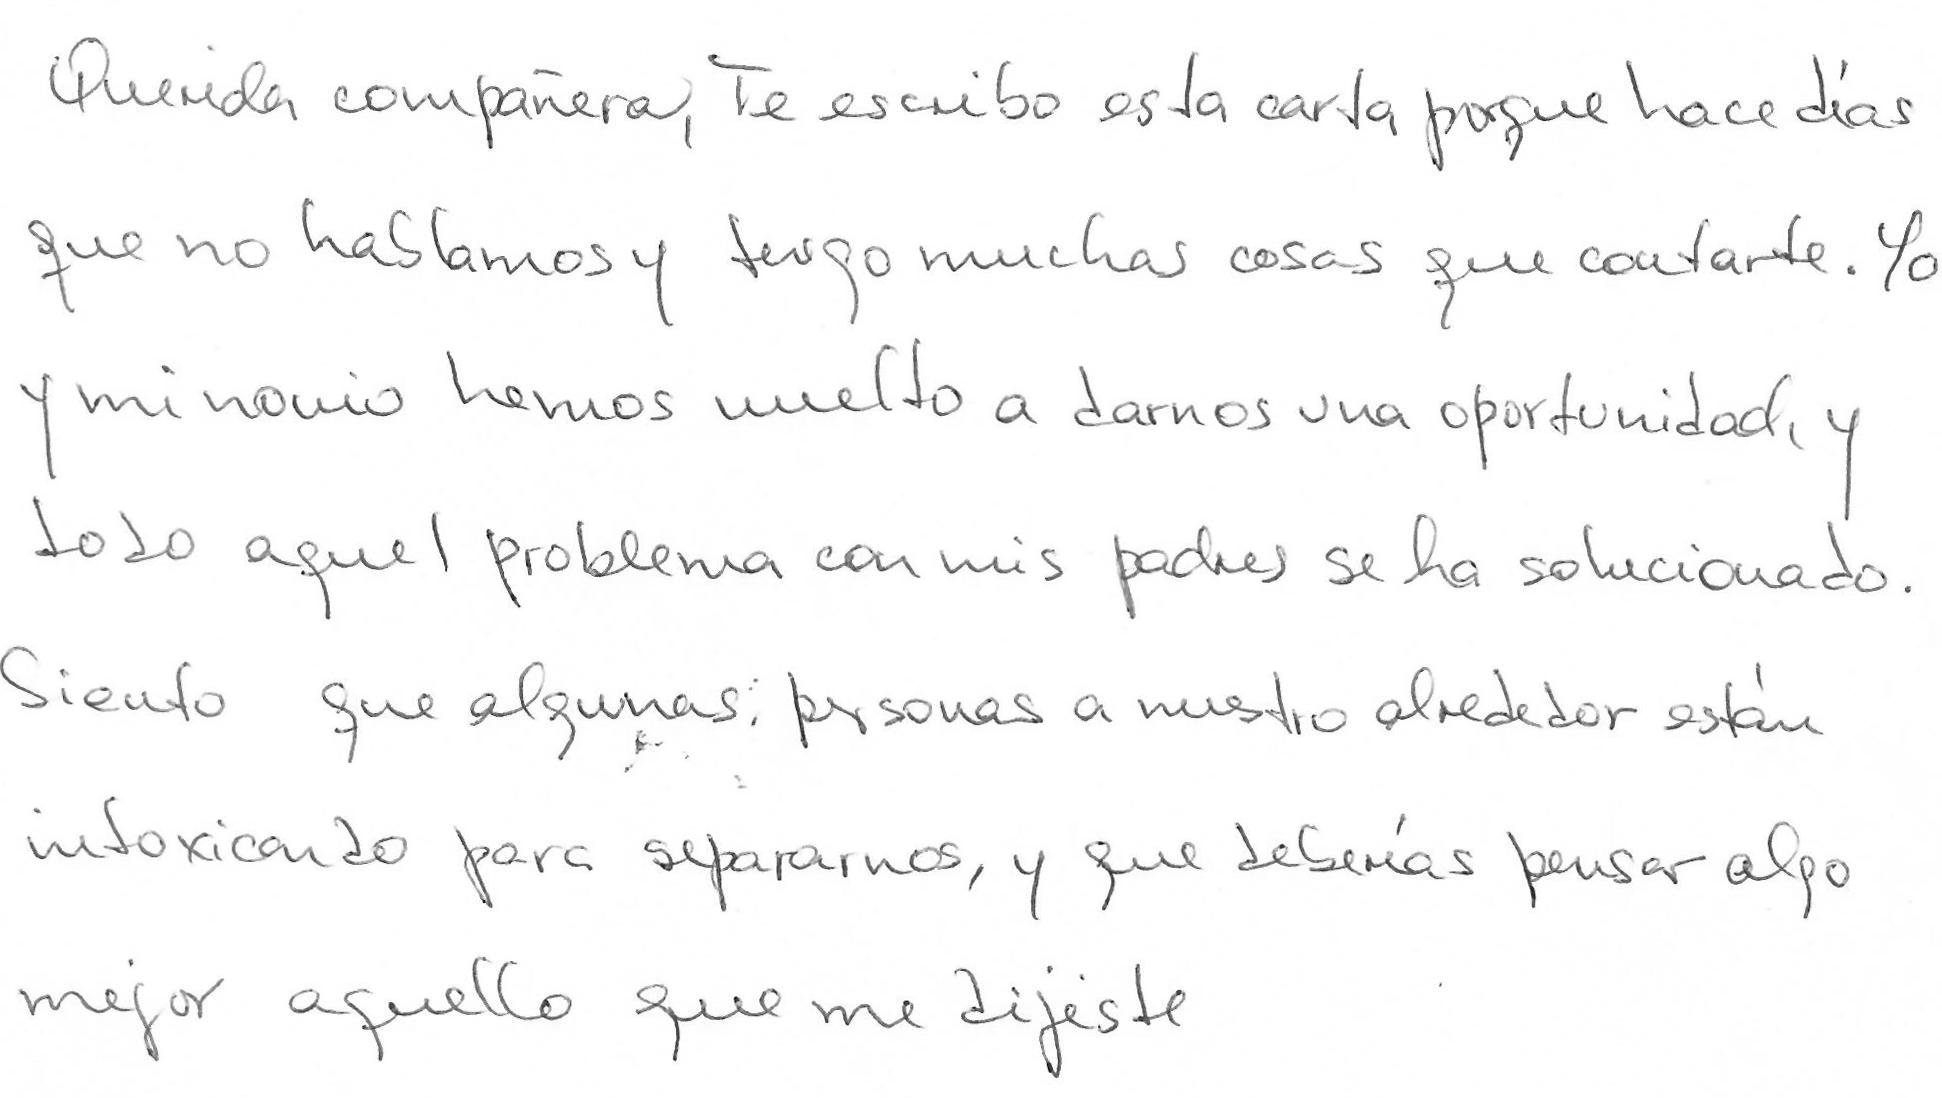 Querida compañera, Te escribo esta carta porque hace días
que no hablamos y tengo muchas cosas que contarte. Yo
y mi novio hemos vuelto a darnos una oportunidad, y
todo aquel problema con mis padres se ha solucionado.
Siento que algunas personas a nuestro alrededor están
intoxicando para separarnos, y que deberías pensar algo
mejor aquello que me dijiste